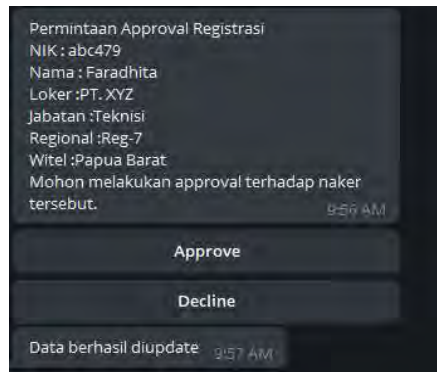 Permintaan Approval Registrasi
NIK : abc479
Nama : Faradhita
Loker :PT. XYZ
Jabatan :Teknisi
Regional :Reg-7
Witel :Papua Barat
Mohon melakukan approval terhadap naker
tersebut. 9:56 AM
Approve
Decline
Data berhasil diupdate 9:57 AM